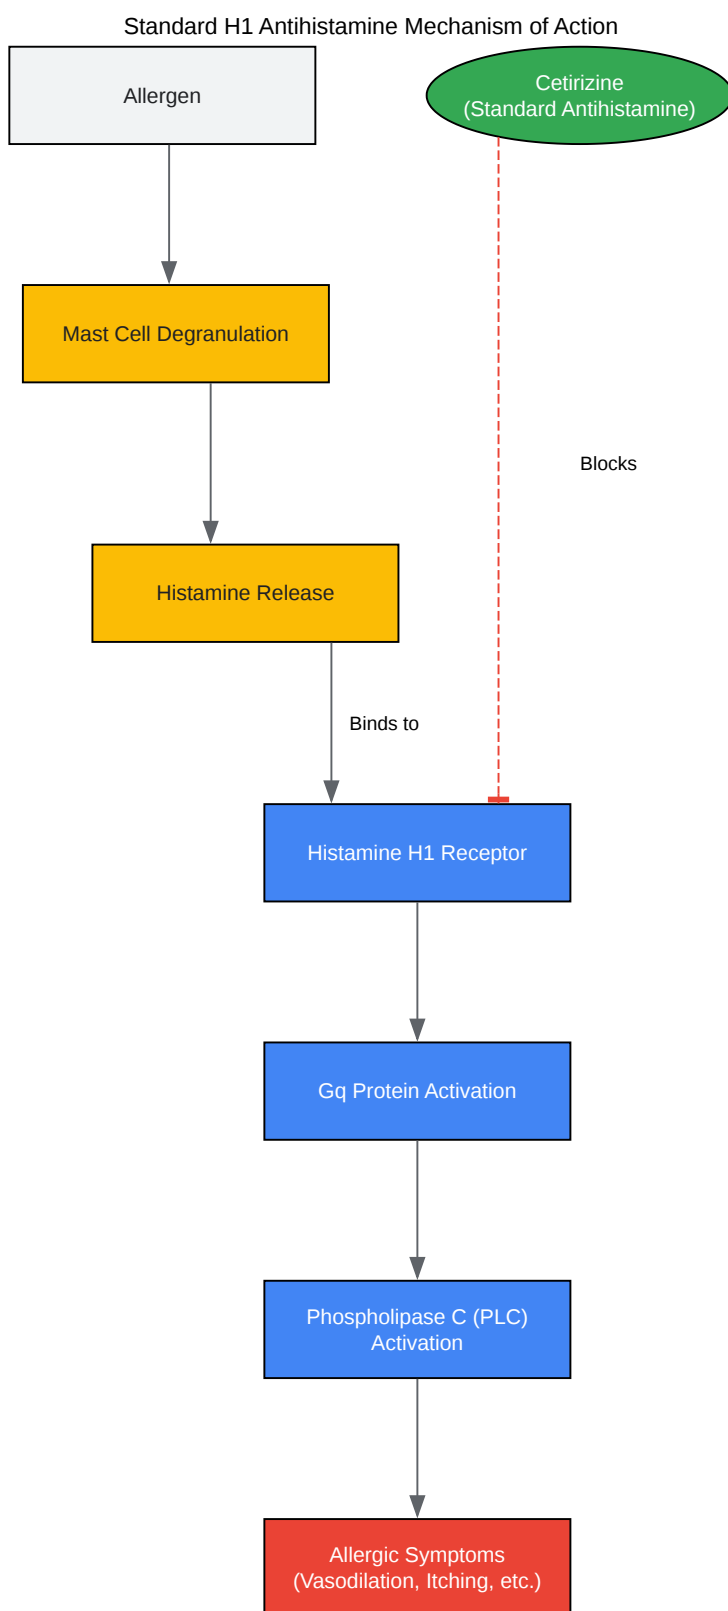 Standard H1 Antihistamine Mechanism of Action
Allergen
Cetirizine
(Standard Antihistamine)
Mast Cell Degranulation
Blocks
Histamine Release
Binds to
Histamine H1 Receptor
Gq Protein Activation
Phospholipase C (PLC)
Activation
Allergic Symptoms
(Vasodilation, Itching, etc.)